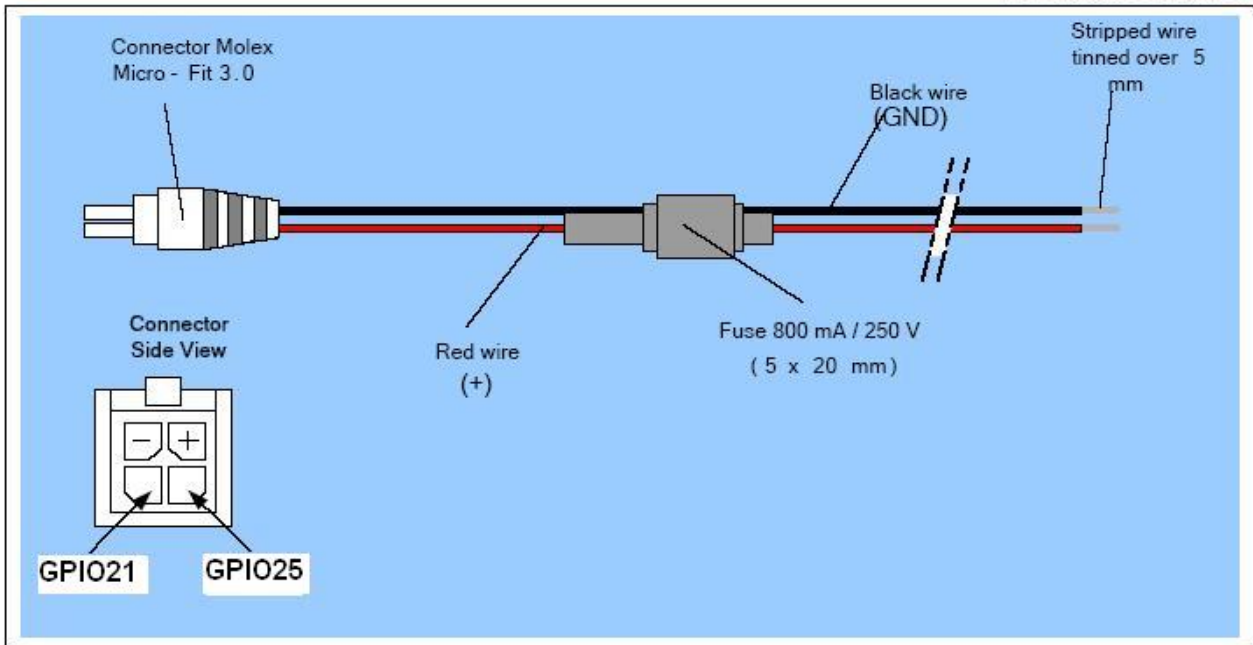 Connector Molex
Micro - Fit 3.0
Stripped wire
tinned over 5
mm
Black wire
(GND)
Connector
Side View
Red wire
(+)
Fuse 800 mA / 250 V
( 5 x 20 mm)
- +
GPIO21 GPIO25